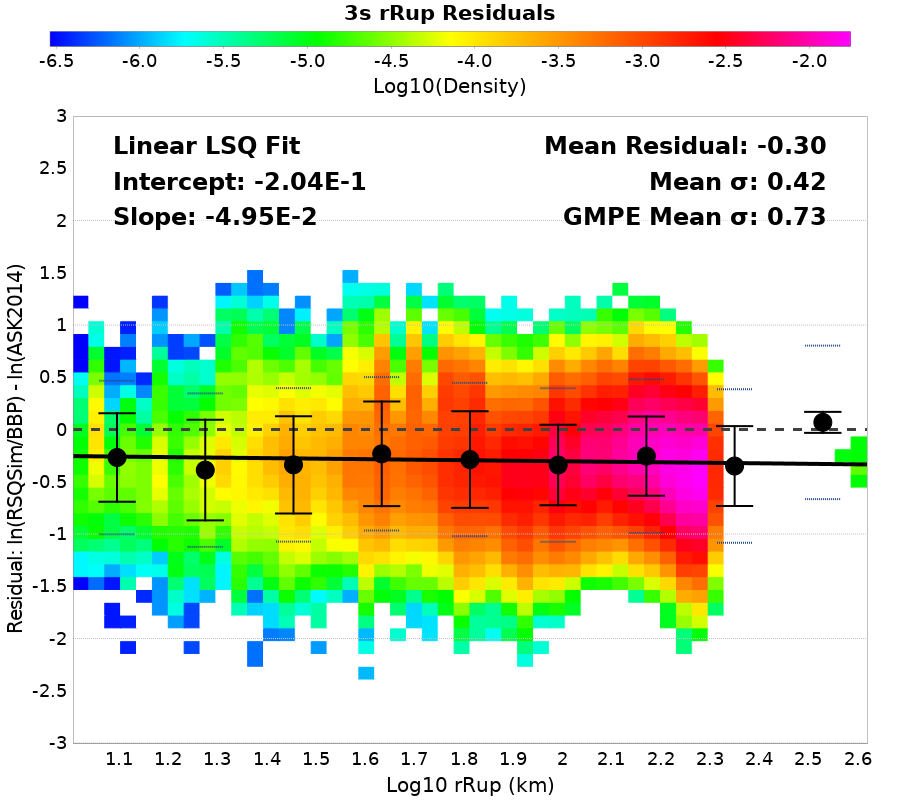 3s rRup Residuals
-6.5 -6.0 -5.5 -5.0 -4.5 -4.0 -3.5 -3.0 -2.5 -2.0
Log10(Density)
Linear LSQ Fit
Intercept: -2.04E-1
Slope: -4.95E-2
Mean Residual: -0.30
Mean σ: 0.42
GMPE Mean σ: 0.73
Residual: ln(RSQSim/BBP) - ln(ASK2014)
3
2.5
2
1.5
1
0.5
0
-0.5
-1
-1.5
-2
-2.5
-3
1.1 1.2 1.3 1.4 1.5 1.6 1.7 1.8 1.9 2 2.1 2.2 2.3 2.4 2.5 2.6
Log10 rRup (km)